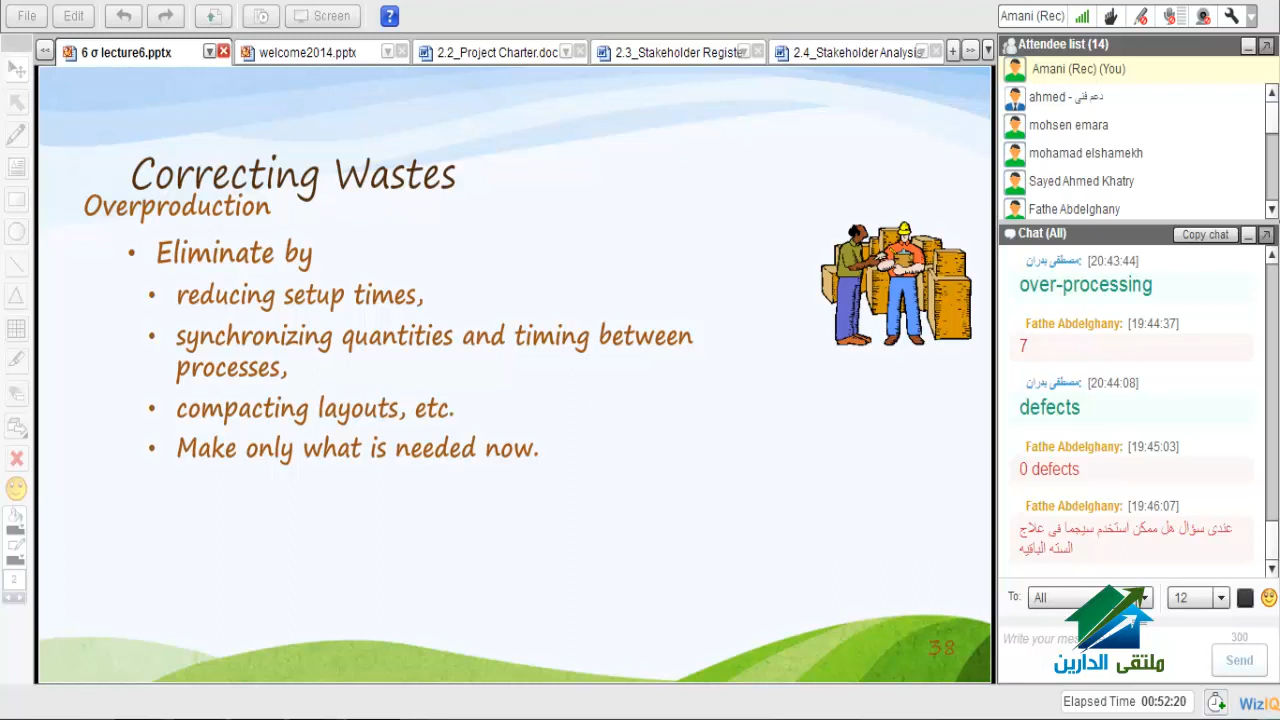 File
Edit
Screen
?
Amani (Rec)
6 σ lecture6.pptx
welcome2014.pptx
2.2_Project Charter.doc
2.3_Stakeholder Registe
2.4_Stakeholder Analysis
Attendee list (14)
Amani (Rec) (You)
ahmed - دعم فنى
mohsen emara
mohamad elshamekh
Sayed Ahmed Khatry
Fathe Abdelghany
Correcting Wastes
Overproduction
• Eliminate by
• reducing setup times,
• synchronizing quantities and timing between
processes,
• compacting layouts, etc.
• Make only what is needed now.
38
2
Chat (All)
Copy chat
مصطفى بدران: [20:43:44]
over-processing
Fathe Abdelghany: [19:44:37]
7
مصطفى بدران: [20:44:08]
defects
Fathe Abdelghany: [19:45:03]
0 defects
Fathe Abdelghany: [19:46:07]
عندى سؤال هل ممكن استخدم سيجما فى علاج
السته الباقيه
To: All 12
Write your mes
300
Send
ملتقى الدارين
Elapsed Time 00:52:20
WizIQ